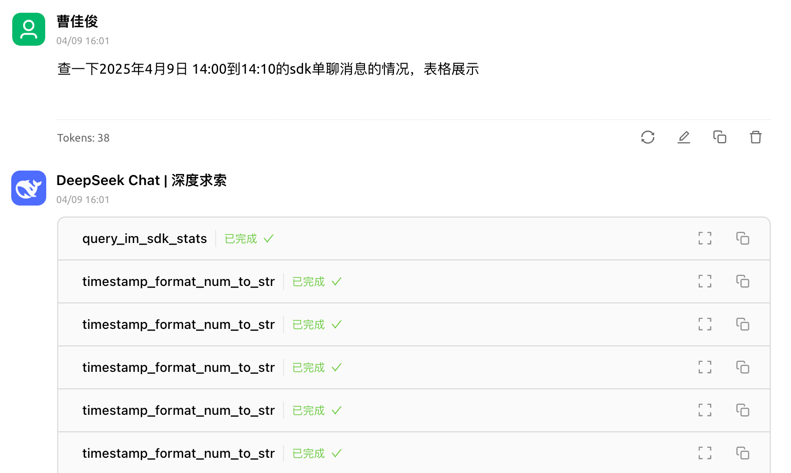 曹佳俊
04/09 16:01
查一下2025年4月9日 14:00到14:10的sdk单聊消息的情况，表格展示
Tokens: 38
DeepSeek Chat | 深度求索
04/09 16:01
query_im_sdk_stats 已完成
timestamp_format_num_to_str 已完成
timestamp_format_num_to_str 已完成
timestamp_format_num_to_str 已完成
timestamp_format_num_to_str 已完成
timestamp_format_num_to_str 已完成